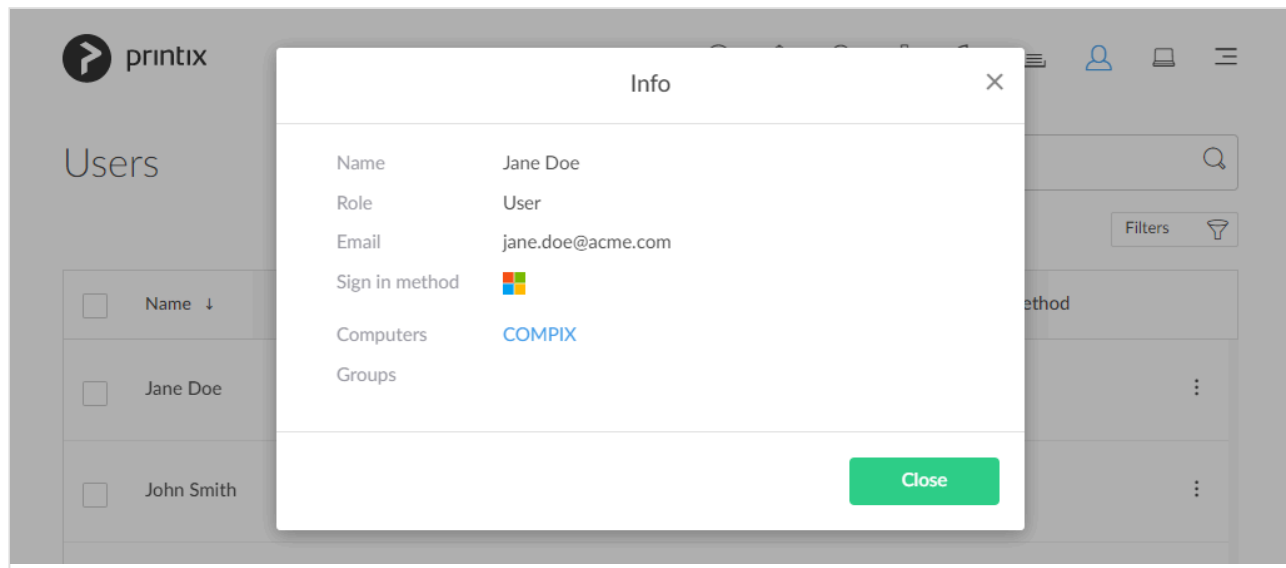 printix
Info
Users
Name Jane Doe
Role User
Email jane.doe@acme.com
Filters
Sign in method
Name ↓ ethod
Computers COMPIX
Groups
Jane Doe
Close
John Smith